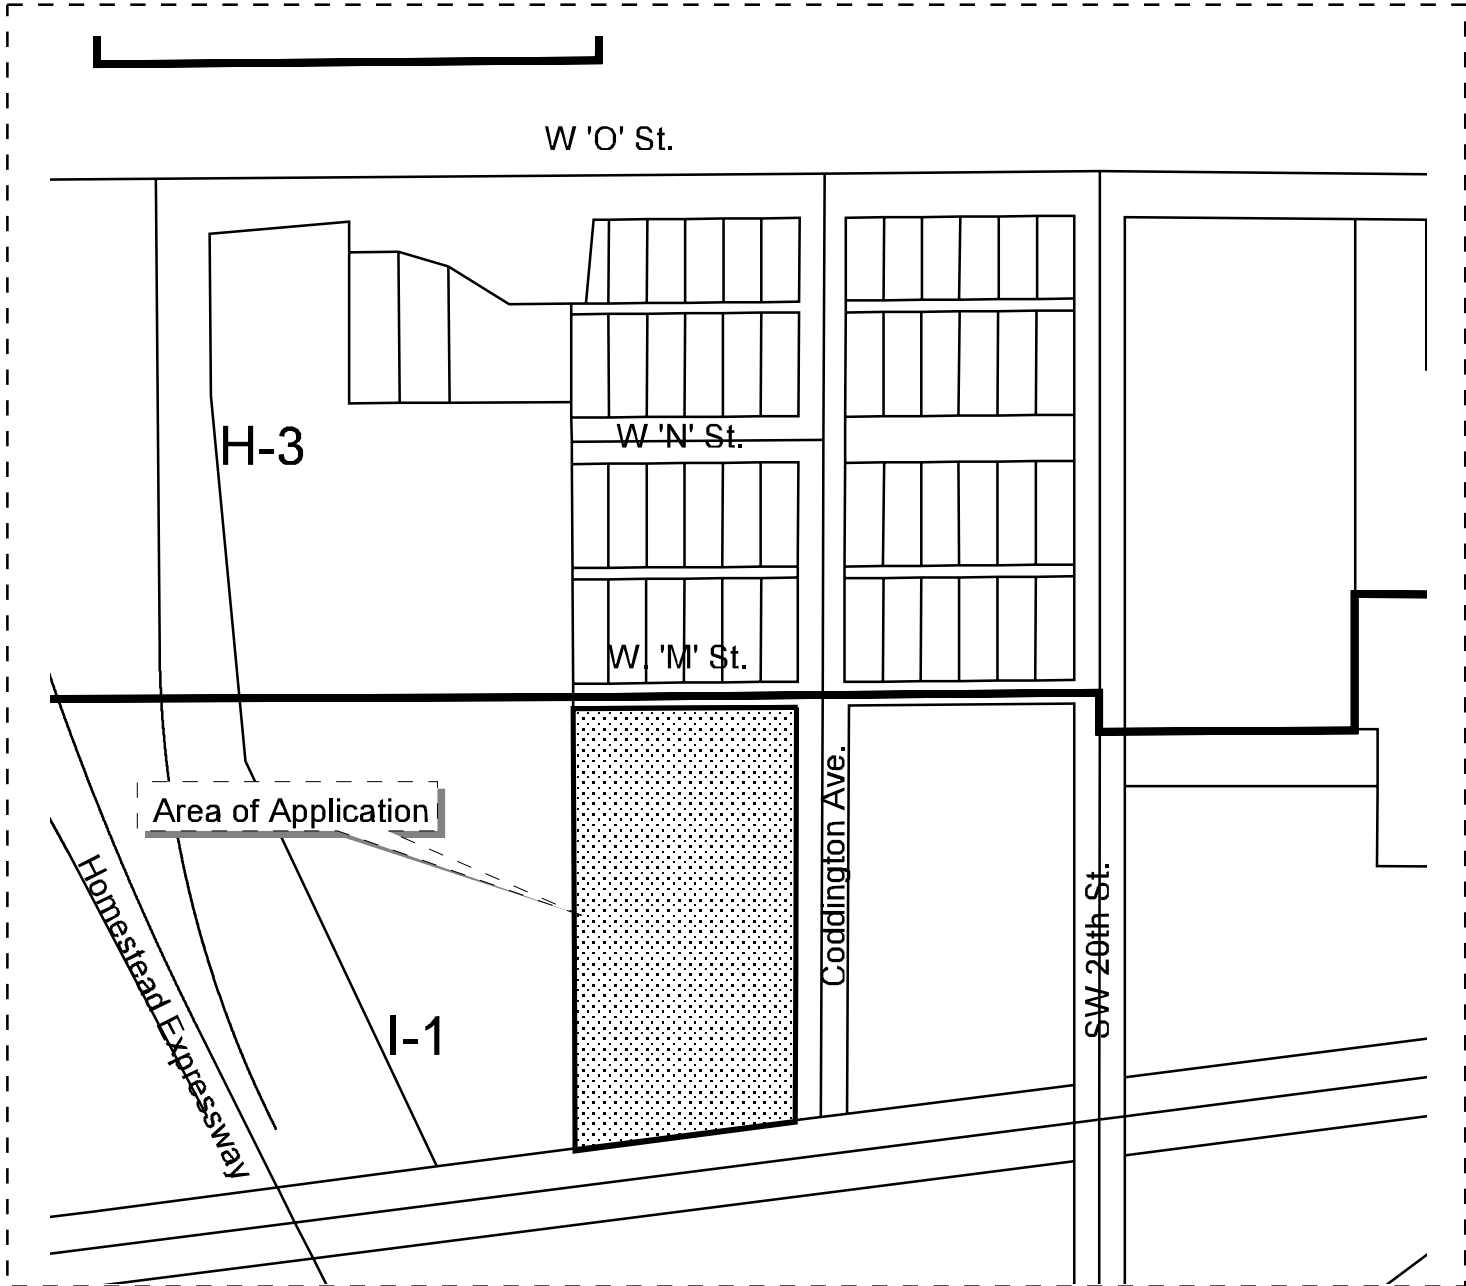 W 'O' St.
H-3
W 'N' St.
W. 'M' St.
Area of Application
Coddington Ave.
Homestead Expressway
SW 20th St.
I-1